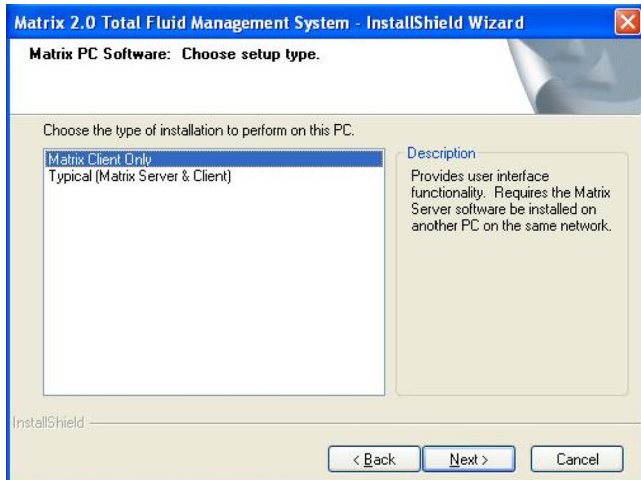 Matrix 2.0 Total Fluid Management System - InstallShield Wizard
Matrix PC Software: Choose setup type.
Choose the type of installation to perform on this PC.
Matrix Client Only
Typical (Matrix Server & Client)
Description
Provides user interface
functionality. Requires the Matrix
Server software be installed on
another PC on the same network.
InstallShield
< Back
Next >
Cancel